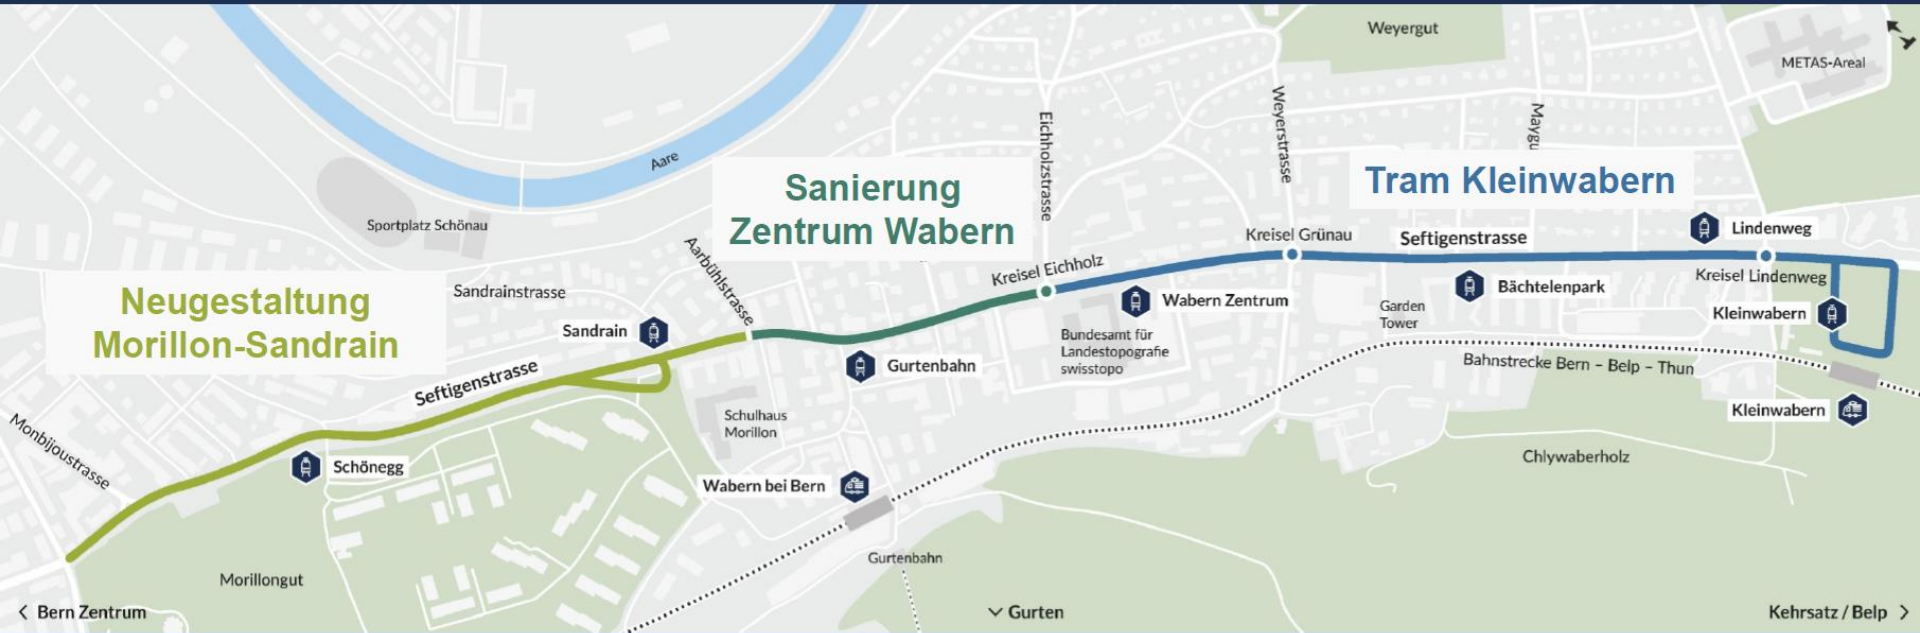 Weyergut
METAS-Areal
Aare
Eichholzstrasse
Weyerstrasse
Maygu
Sanierung
Zentrum Wabern
Tram Kleinwabern
Sportplatz Schönau
Aarbühlstrasse
Kreisel Grünau
Seftigenstrasse
Lindenweg
Kreisel Eichholz
Kreisel Lindenweg
Neugestaltung
Morillon-Sandrain
Sandrainstrasse
Sandrain
Wabern Zentrum
Bächtelenpark
Garden
Tower
Kleinwabern
Bundesamt für
Landestopografie
swisstopo
Gurtenbahn
Bahnstrecke Bern – Belp – Thun
Seftigenstrasse
Schulhaus
Morillon
Kleinwabern
Monbijoustrasse
Schönegg
Chlywaberholz
Wabern bei Bern
Gurtenbahn
Morillongut
< Bern Zentrum
Gurten
Kehrsatz / Belp >